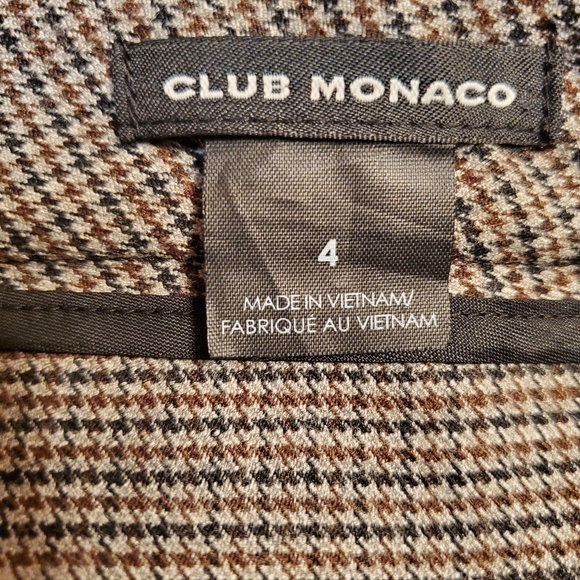 CLUB MONACO
4
MADE IN VIETNAM/
FABRIQUÉ AU VIETNAM